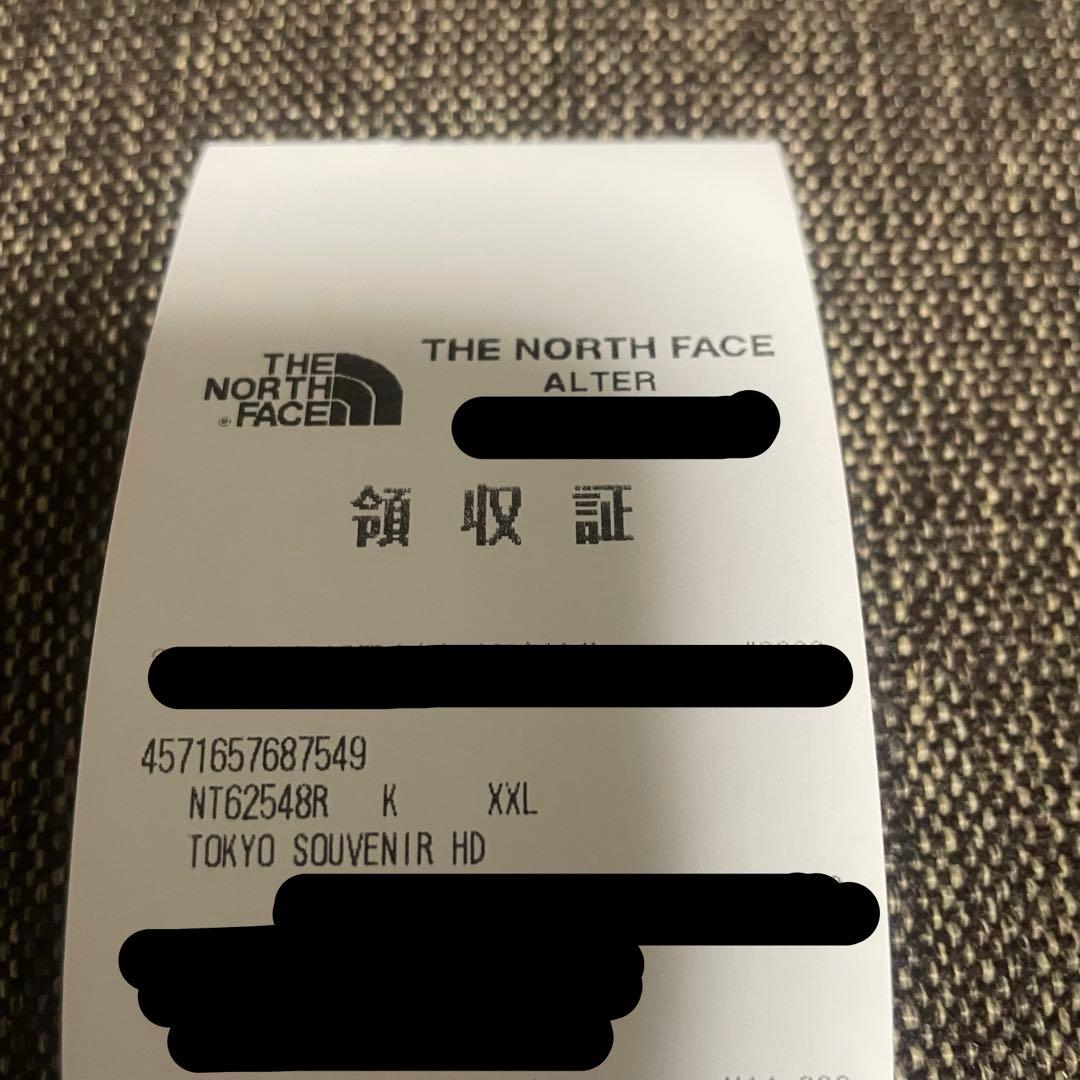 THE
NORTH
FACE
THE NORTH FACE
ALTER
領 収 証
4571657687549
NT62548R K XXL
TOKYO SOUVENIR HD